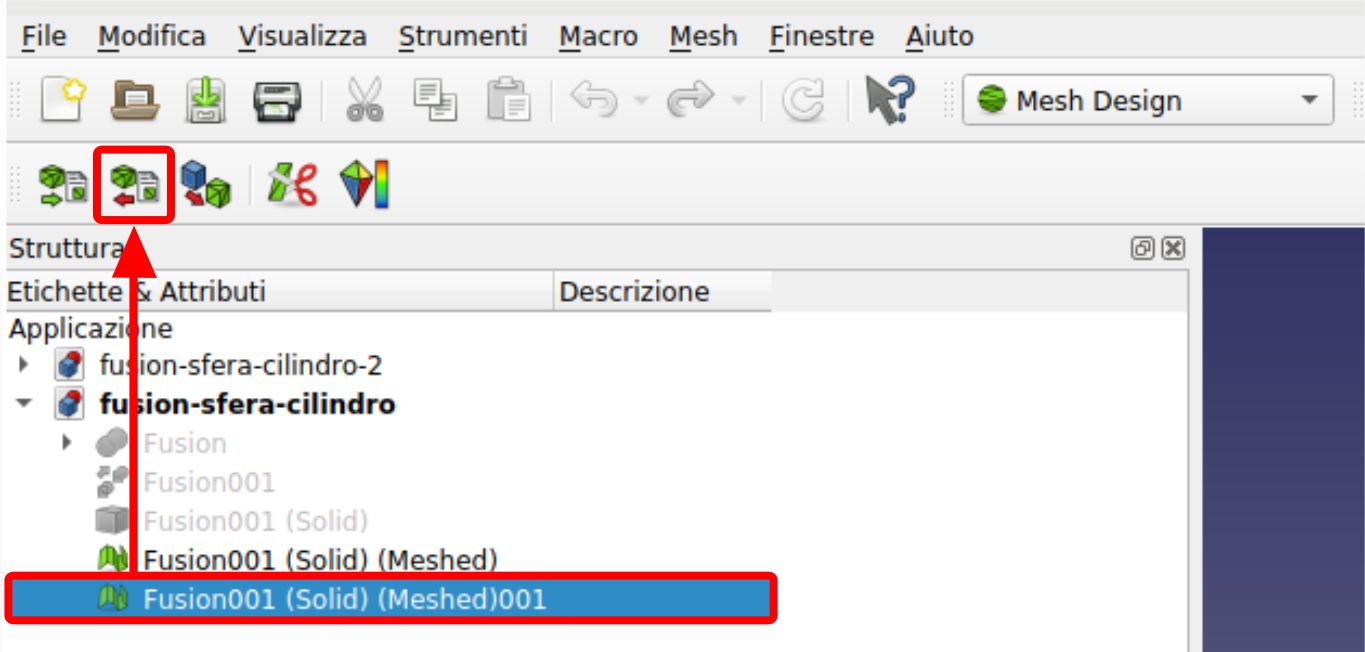 File Modifica Visualizza Strumenti Macro Mesh Finestre Aiuto
Mesh Design
Struttura
Etichette & Attributi Descrizione
Applicazione
fusion-sfera-cilindro-2
fusion-sfera-cilindro
Fusion
Fusion001
Fusion001 (Solid)
Fusion001 (Solid) (Meshed)
Fusion001 (Solid) (Meshed)001